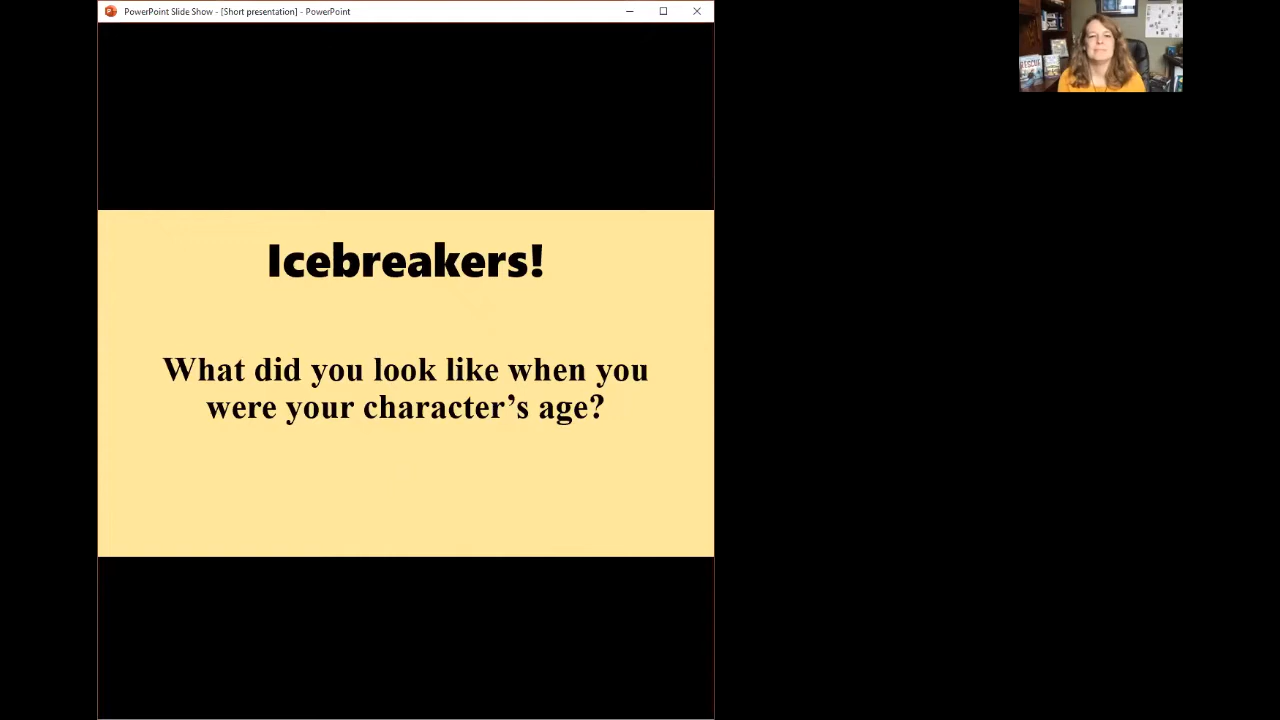 PowerPoint Slide Show - [Short presentation] - PowerPoint
Icebreakers!
What did you look like when you
were your character's age?